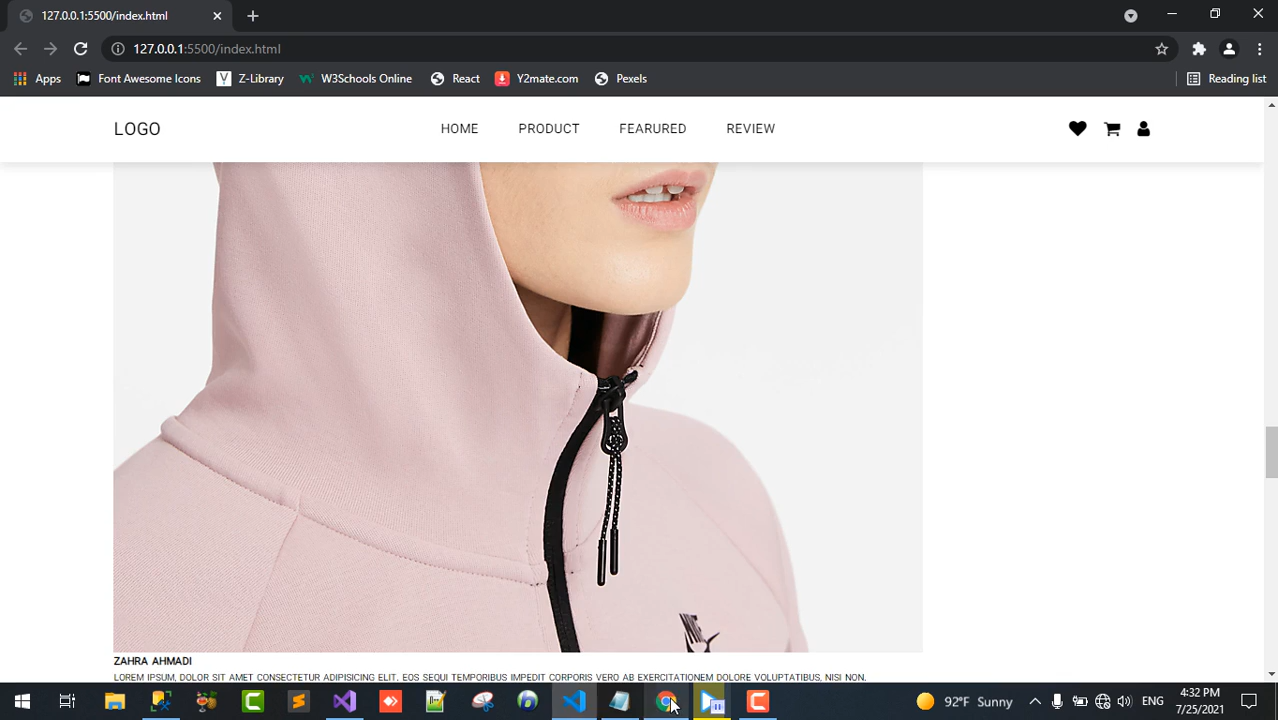 127.0.0.1:5500/index.html
127.0.0.1:5500/index.html
Apps Font Awesome Icons Z-Library W3Schools Online React Y2mate.com Pexels Reading list
LOGO HOME PRODUCT FEARURED REVIEW
ZAHRA AHMADI
LOREM IPSUM, DOLOR SIT AMET CONSECTETUR ADIPISICING ELIT. EOS SEQUI TEMPORIBUS IMPEDIT CORPORIS VERO AB EXERCITATIONEM DOLORE VOLUPTATIBUS, NISI NON.
92°F Sunny ENG 4:32 PM
7/25/2021